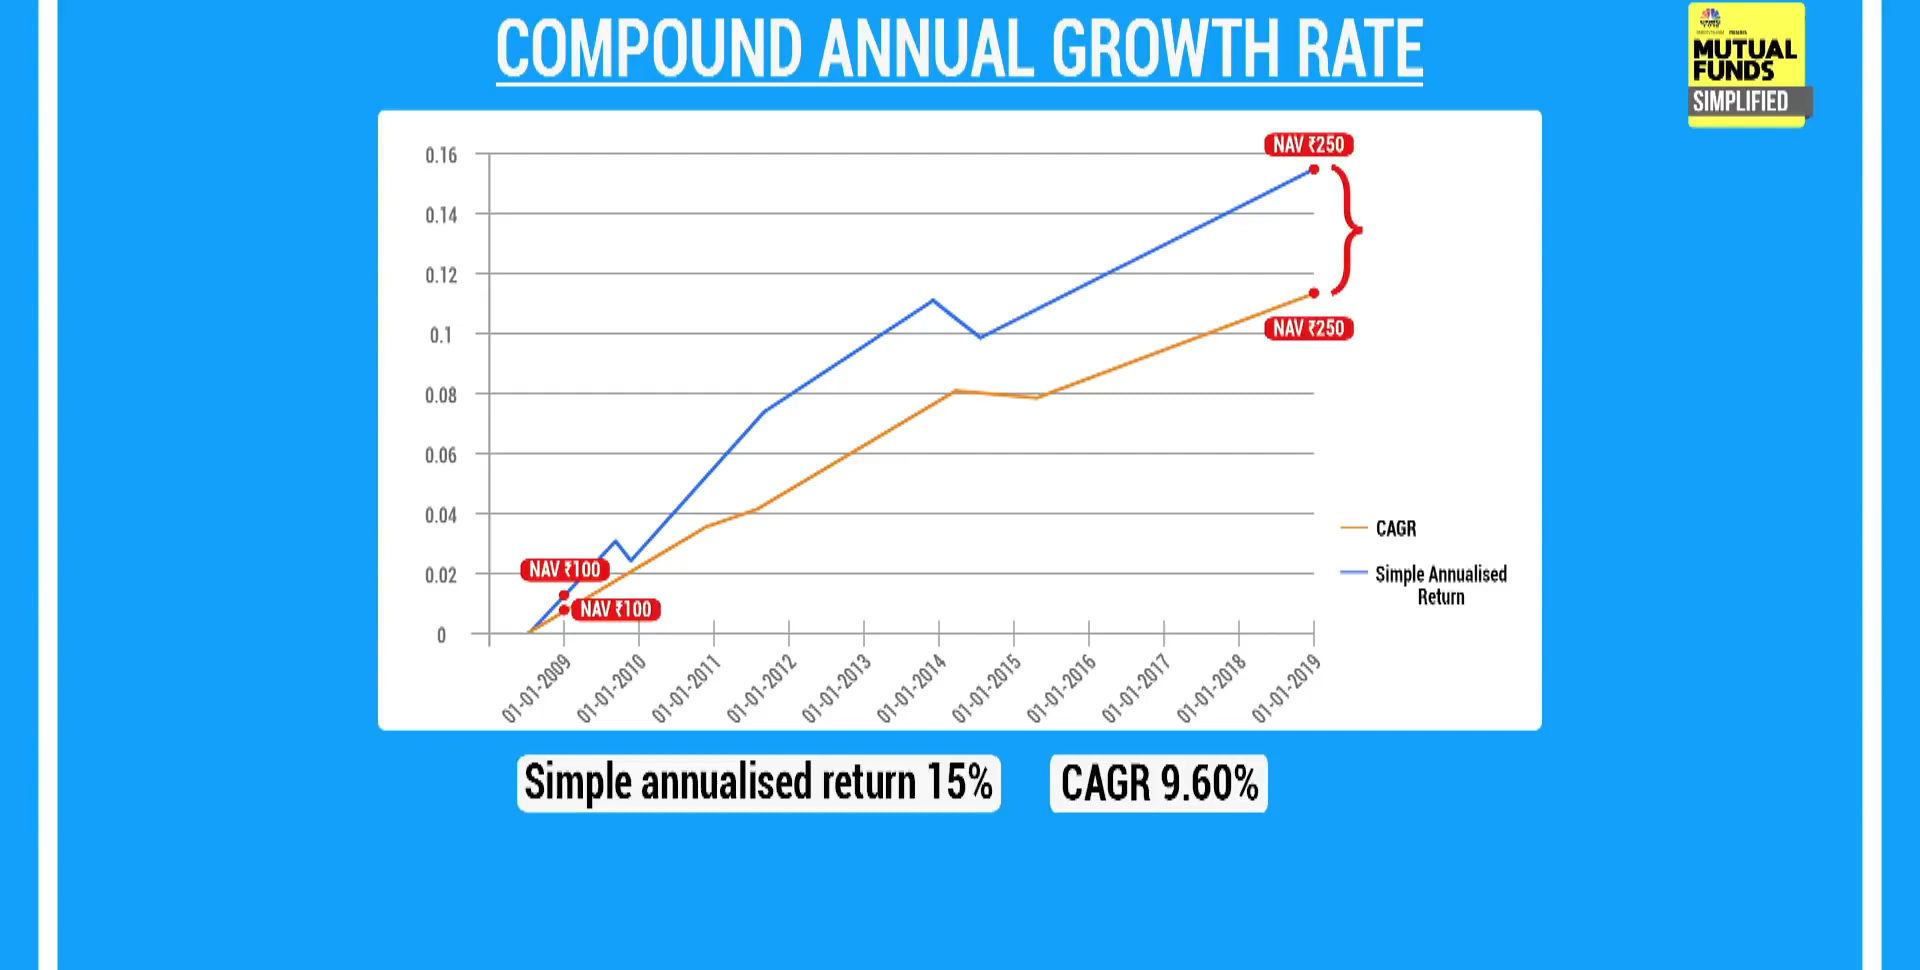 COMPOUND ANNUAL GROWTH RATE
MUTUAL
FUNDS
SIMPLIFIED
NAV ₹250
0.16
0.14
0.12
0.1
NAV ₹250
0.08
0.06
0.04
CAGR
NAV ₹100
0.02
Simple Annualised
Return
NAV ₹100
0
01-01-2009
01-01-2010
01-01-2011
01-01-2012
01-01-2013
01-01-2014
01-01-2015
01-01-2016
01-01-2017
01-01-2018
01-01-2019
Simple annualised return 15%
CAGR 9.60%